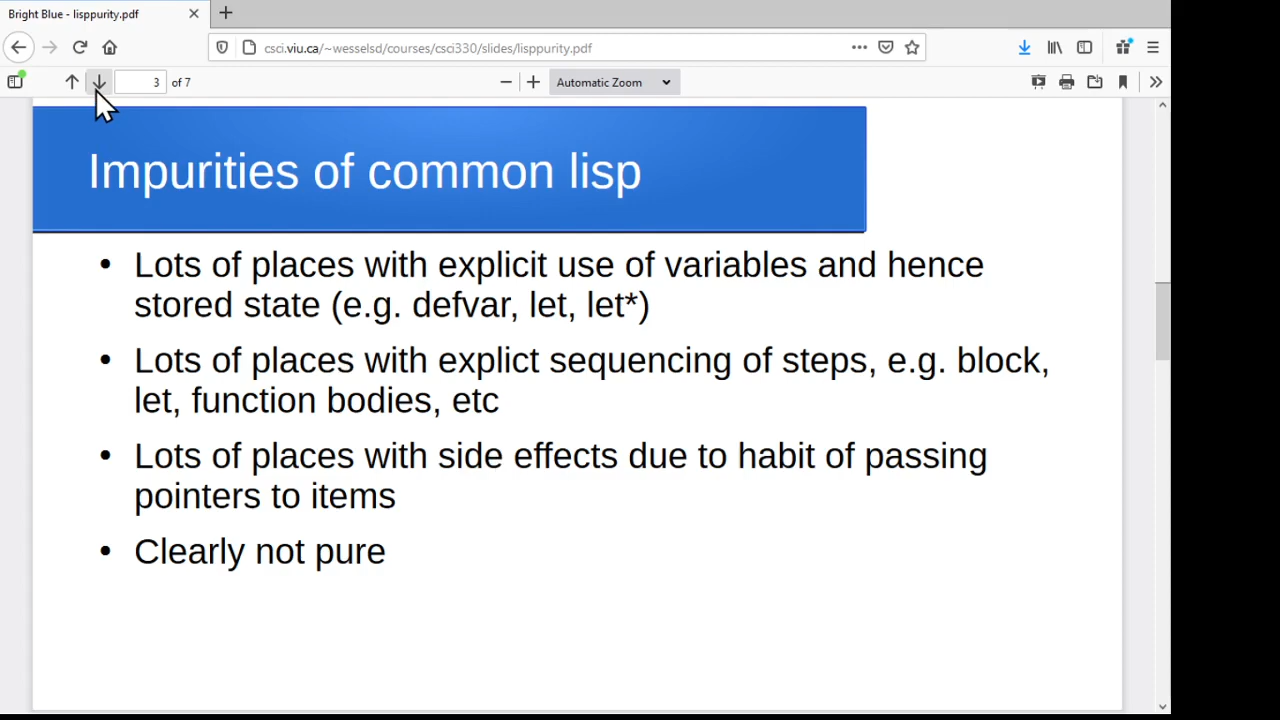 Bright Blue - lisppurity.pdf
csci.viu.ca/~wesselsd/courses/csci330/slides/lisppurity.pdf
3 of 7
Automatic Zoom
Impurities of common lisp
• Lots of places with explicit use of variables and hence
stored state (e.g. defvar, let, let*)
• Lots of places with explict sequencing of steps, e.g. block,
let, function bodies, etc
• Lots of places with side effects due to habit of passing
pointers to items
• Clearly not pure